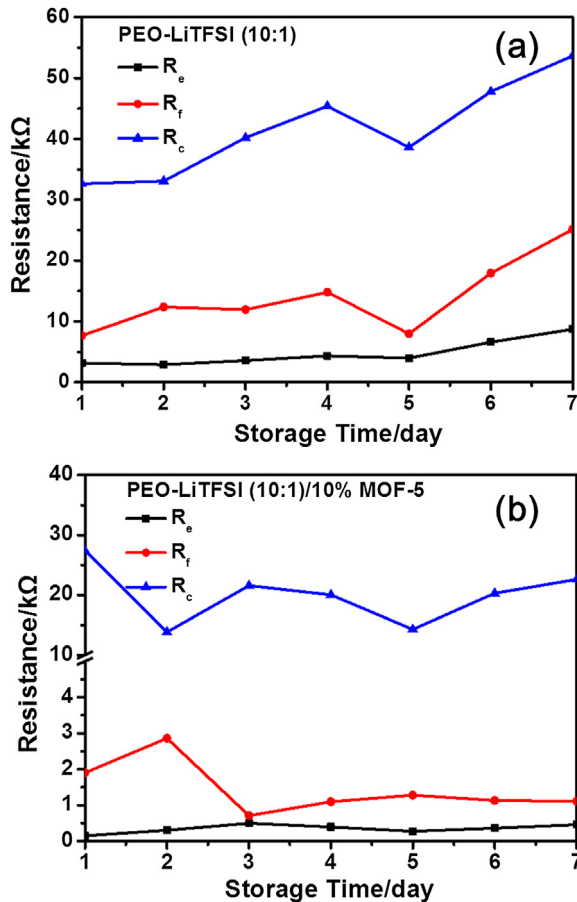 PEO-LiTFSI (10:1)
(a)
Re
Rf
Rc
Resistance/kΩ
60
50
40
30
20
10
0
1 2 3 4 5 6 7
Storage Time/day
PEO-LiTFSI (10:1)/10% MOF-5
(b)
Re
Rf
Rc
Resistance/kΩ
40
30
20
10
4
3
2
1
0
1 2 3 4 5 6 7
Storage Time/day